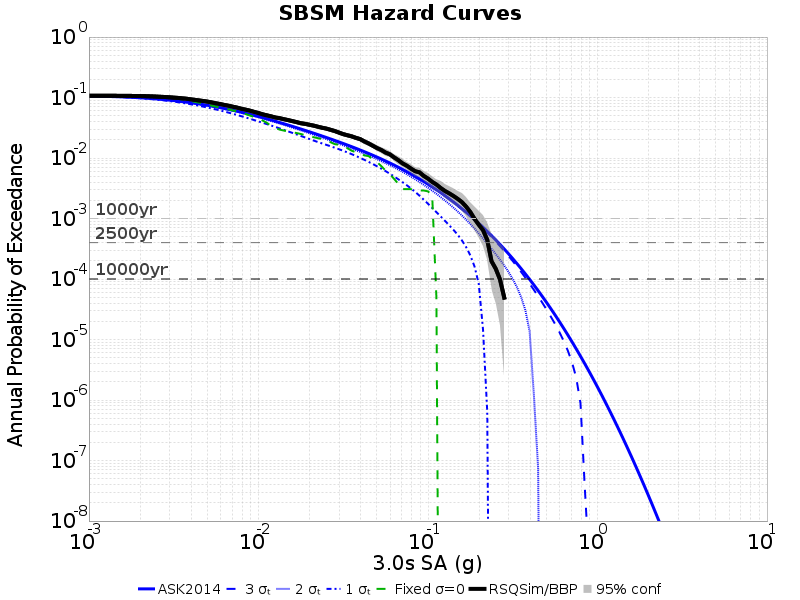 SBSM Hazard Curves
10^0
10^-1
10^-2
10^-3
10^-4
10^-5
10^-6
10^-7
10^-8
Annual Probability of Exceedance
1000yr
2500yr
10000yr
10^-3 10^-2 10^-1 10^0 10^1
3.0s SA (g)
ASK2014 3 σₜ 2 σₜ 1 σₜ Fixed σ=0 RSQSim/BBP 95% conf